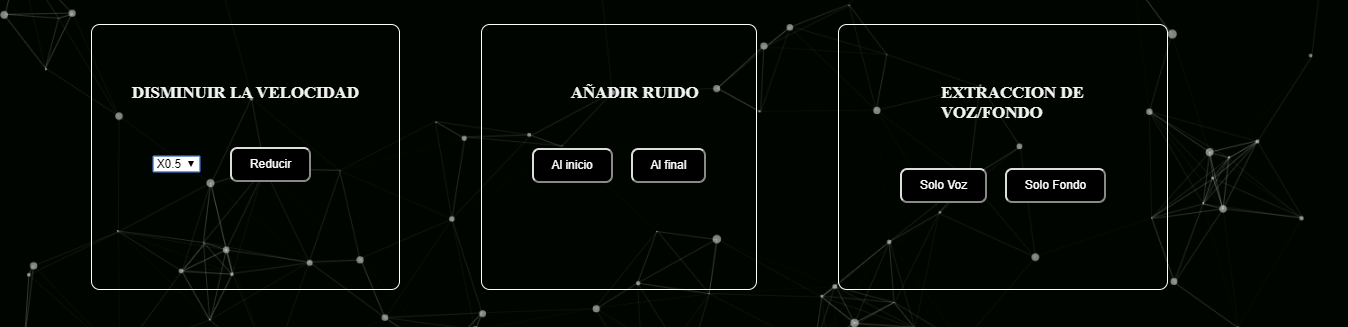 DISMINUIR LA VELOCIDAD
X0.5
Reducir
AÑADIR RUIDO
Al inicio
Al final
EXTRACCION DE
VOZ/FONDO
Solo Voz
Solo Fondo